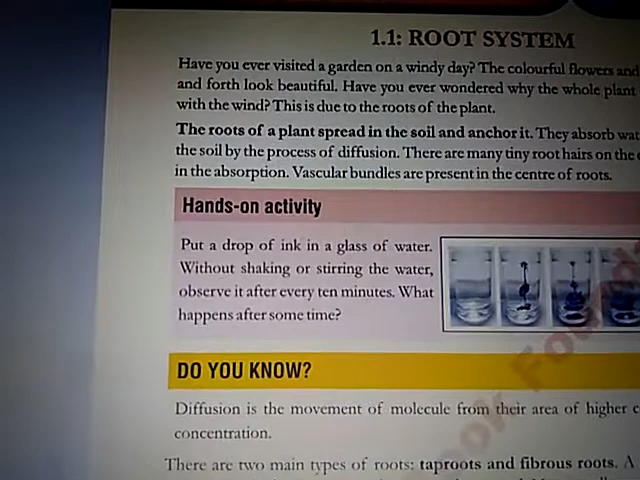 1.1: ROOT SYSTEM
Have you ever visited a garden on a windy day? The colourful flowers and
and forth look beautiful. Have you ever wondered why the whole plant
with the wind? This is due to the roots of the plant.
The roots of a plant spread in the soil and anchor it. They absorb wat
the soil by the process of diffusion. There are many tiny root hairs on the
in the absorption. Vascular bundles are present in the centre of roots.
Hands-on activity
Put a drop of ink in a glass of water.
Without shaking or stirring the water,
observe it after every ten minutes. What
happens after some time?
DO YOU KNOW?
Diffusion is the movement of molecule from their area of higher
concentration.
There are two main types of roots: taproots and fibrous roots. A